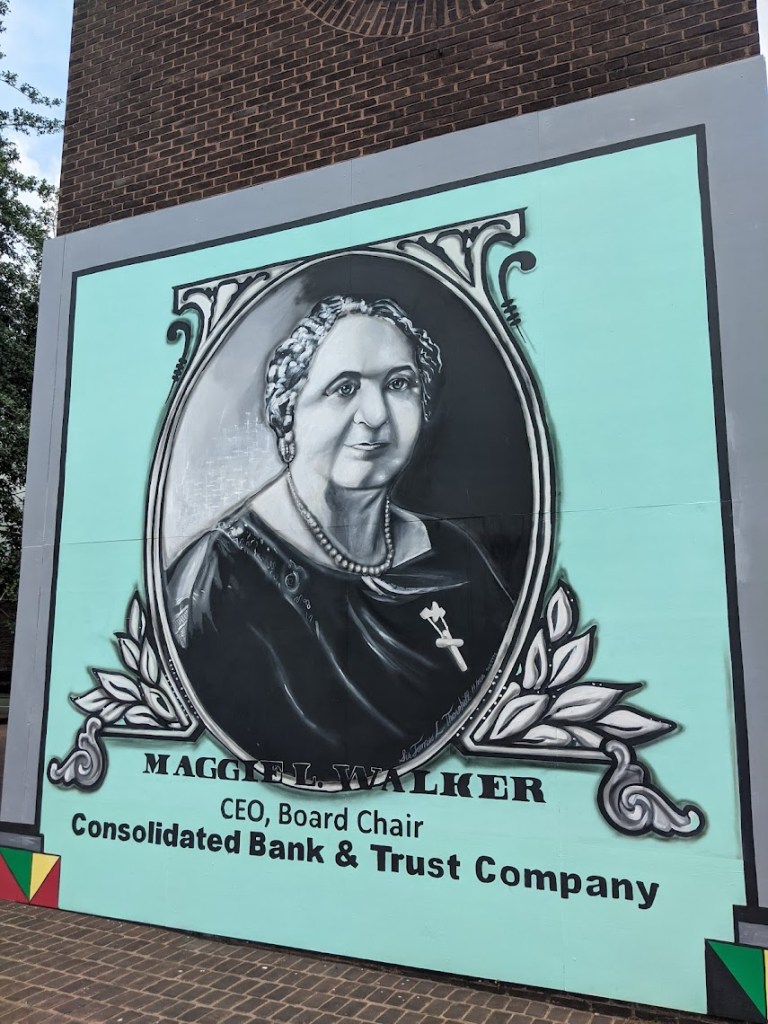 MAGGIE L. WALKER
CEO, Board Chair
Consolidated Bank & Trust Company